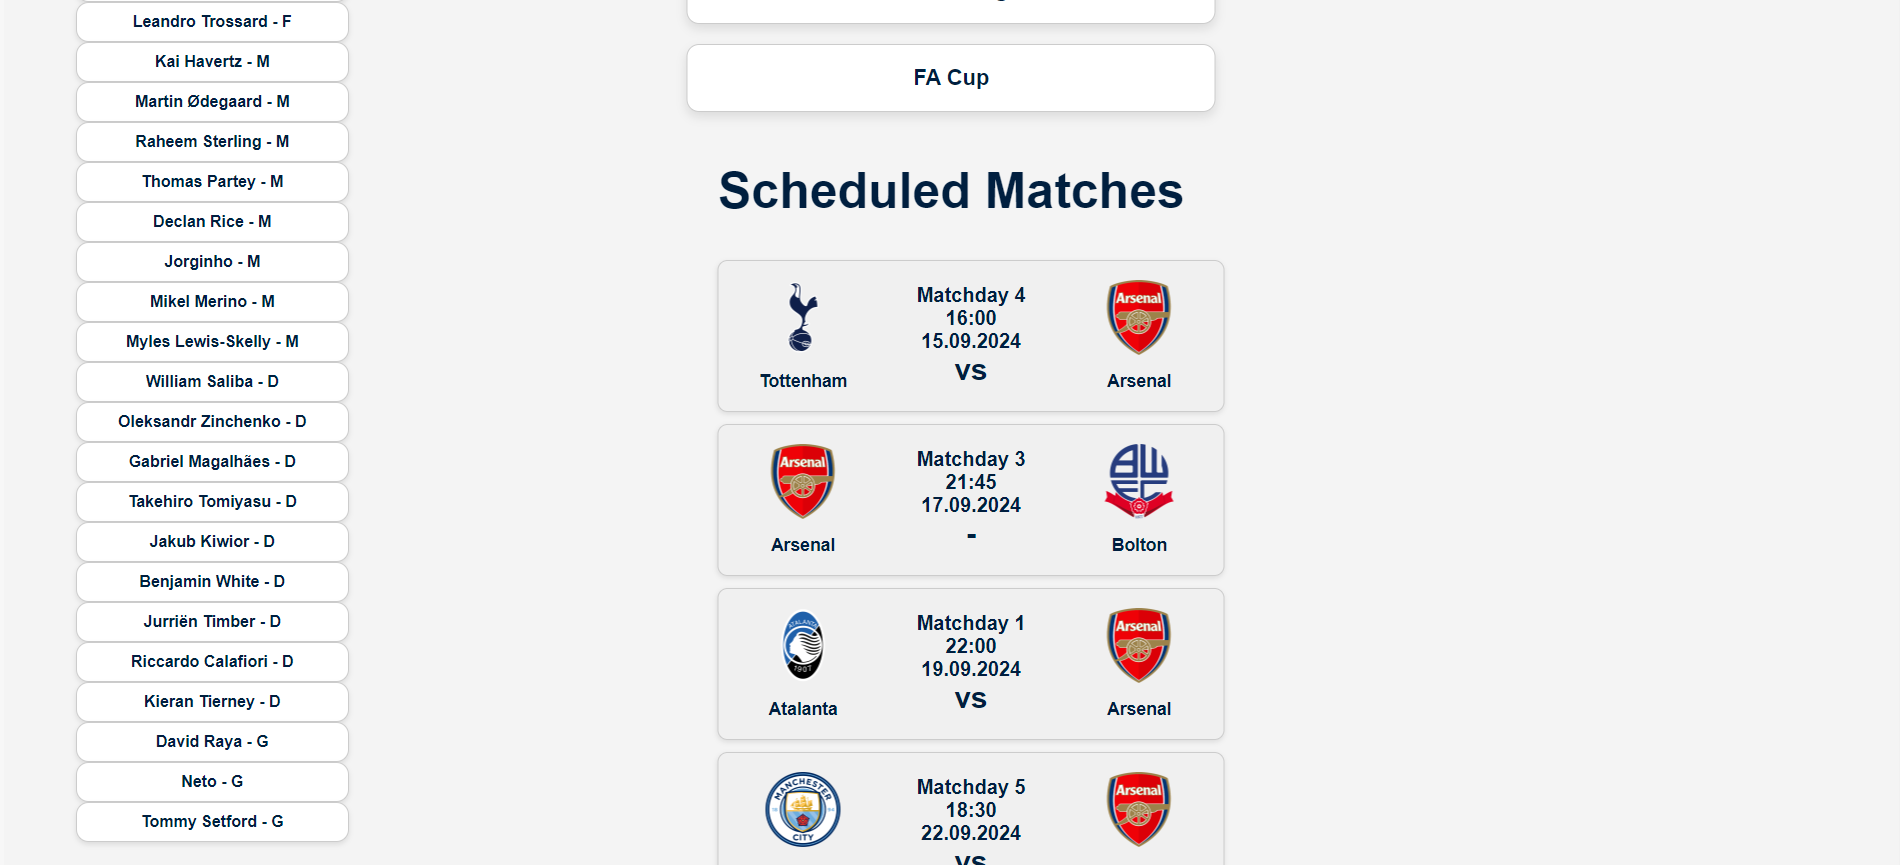 Leandro Trossard - F
Kai Havertz - M
Martin Ødegaard - M
Raheem Sterling - M
Thomas Partey - M
Declan Rice - M
Jorginho - M
Mikel Merino - M
Myles Lewis-Skelly - M
William Saliba - D
Oleksandr Zinchenko - D
Gabriel Magalhães - D
Takehiro Tomiyasu - D
Jakub Kiwior - D
Benjamin White - D
Jurriën Timber - D
Riccardo Calafiori - D
Kieran Tierney - D
David Raya - G
Neto - G
Tommy Setford - G
FA Cup
Scheduled Matches
Matchday 4
16:00
15.09.2024
vs
Tottenham
Arsenal
Arsenal
Arsenal
Matchday 3
21:45
17.09.2024
-
BWFC
Arsenal
Bolton
ATALANTA
1907
Matchday 1
22:00
19.09.2024
vs
Arsenal
Atalanta
Arsenal
MANCHESTER
CITY
Matchday 5
18:30
22.09.2024
vs
Arsenal